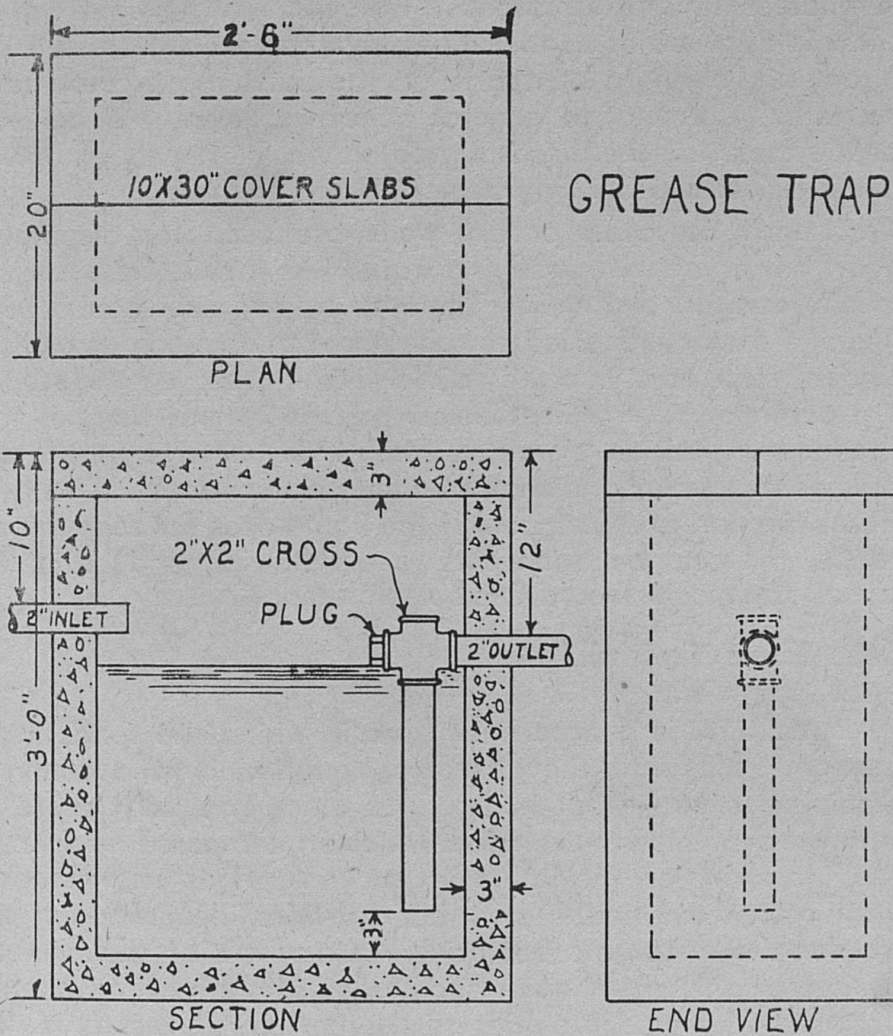 2'-6"
20"
10"X30" COVER SLABS
GREASE TRAP
PLAN
10"
3'-0"
3"
12"
2"X2" CROSS
PLUG
2" INLET
2" OUTLET
3"
3"
SECTION
END VIEW